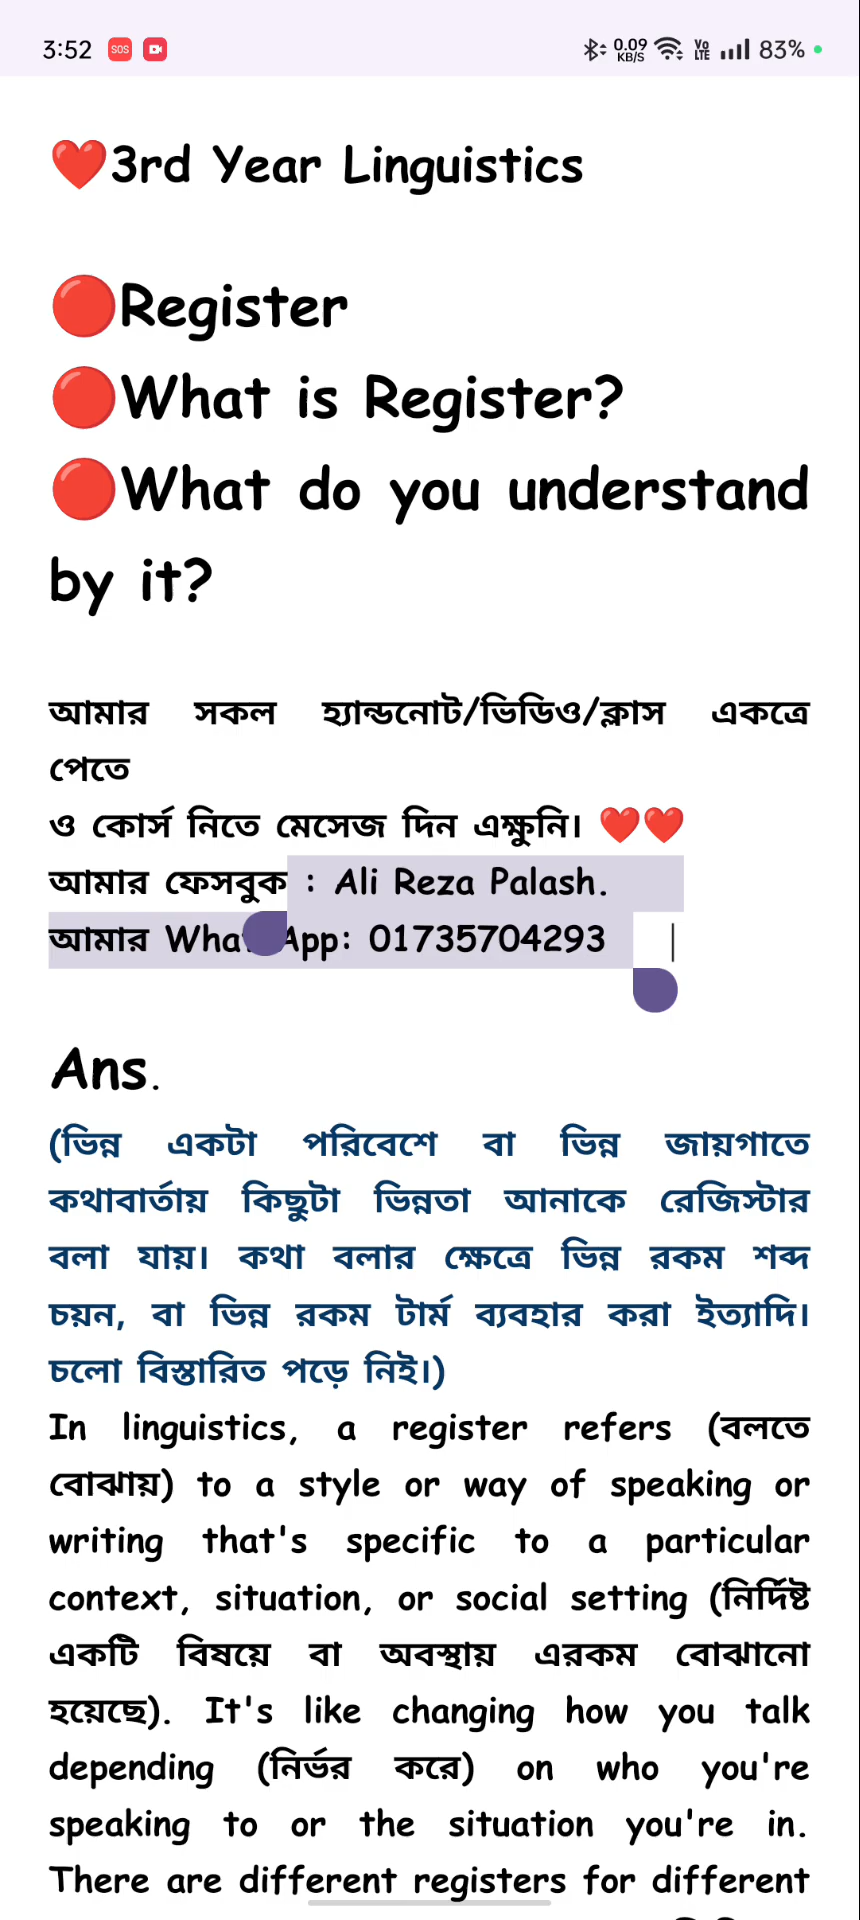 3:52 SOS 0.09 KB/S Vo LTE 83%
❤️3rd Year Linguistics
🔴Register
🔴What is Register?
🔴What do you understand
by it?
আমার সকল হ্যান্ডনোট/ভিডিও/ক্লাস একত্রে
পেতে
ও কোর্স নিতে মেসেজ দিন এক্ষুনি। ❤️❤️
আমার ফেসবুক : Ali Reza Palash.
আমার What App: 01735704293
Ans.
(ভিন্ন একটা পরিবেশে বা ভিন্ন জায়গাতে
কথাবার্তায় কিছুটা ভিন্নতা আনাকে রেজিস্টার
বলা যায়। কথা বলার ক্ষেত্রে ভিন্ন রকম শব্দ
চয়ন, বা ভিন্ন রকম টার্ম ব্যবহার করা ইত্যাদি।
চলো বিস্তারিত পড়ে নিই।)
In linguistics, a register refers (বলতে
বোঝায়) to a style or way of speaking or
writing that's specific to a particular
context, situation, or social setting (নির্দিষ্ট
একটি বিষয়ে বা অবস্থায় এরকম বোঝানো
হয়েছে). It's like changing how you talk
depending (নির্ভর করে) on who you're
speaking to or the situation you're in.
There are different registers for different